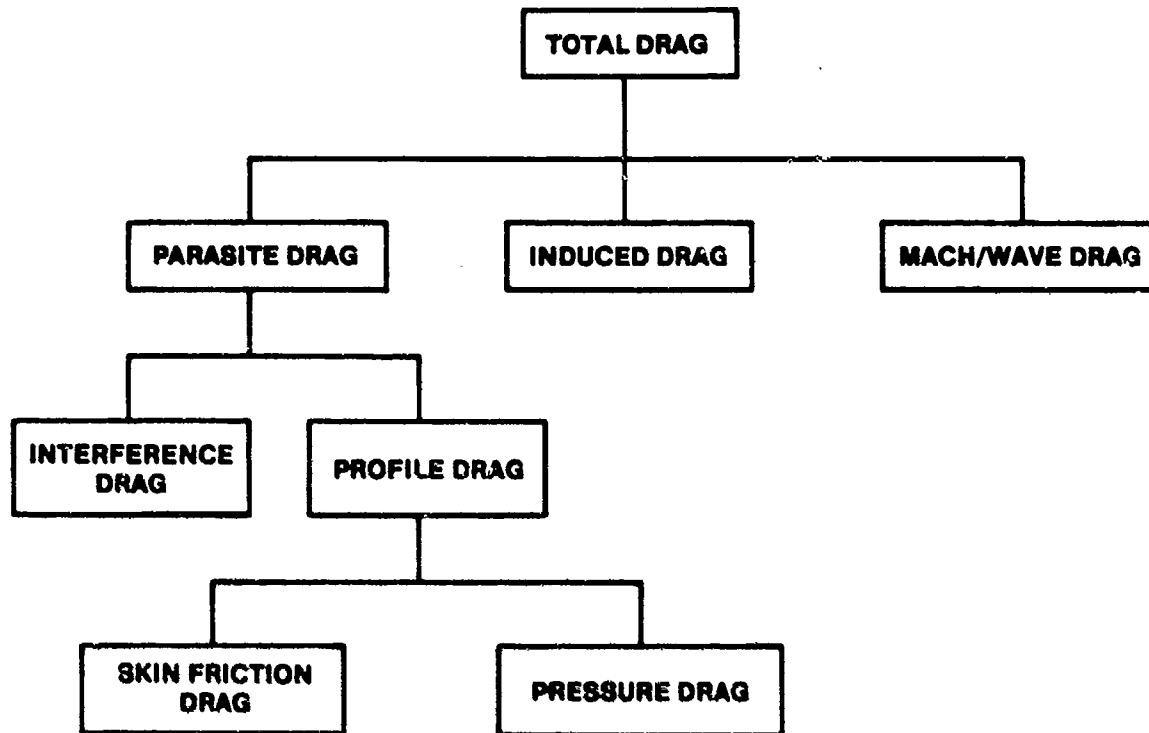 TOTAL DRAG
PARASITE DRAG
INDUCED DRAG
MACH/WAVE DRAG
INTERFERENCE
DRAG
PROFILE DRAG
SKIN FRICTION
DRAG
PRESSURE DRAG